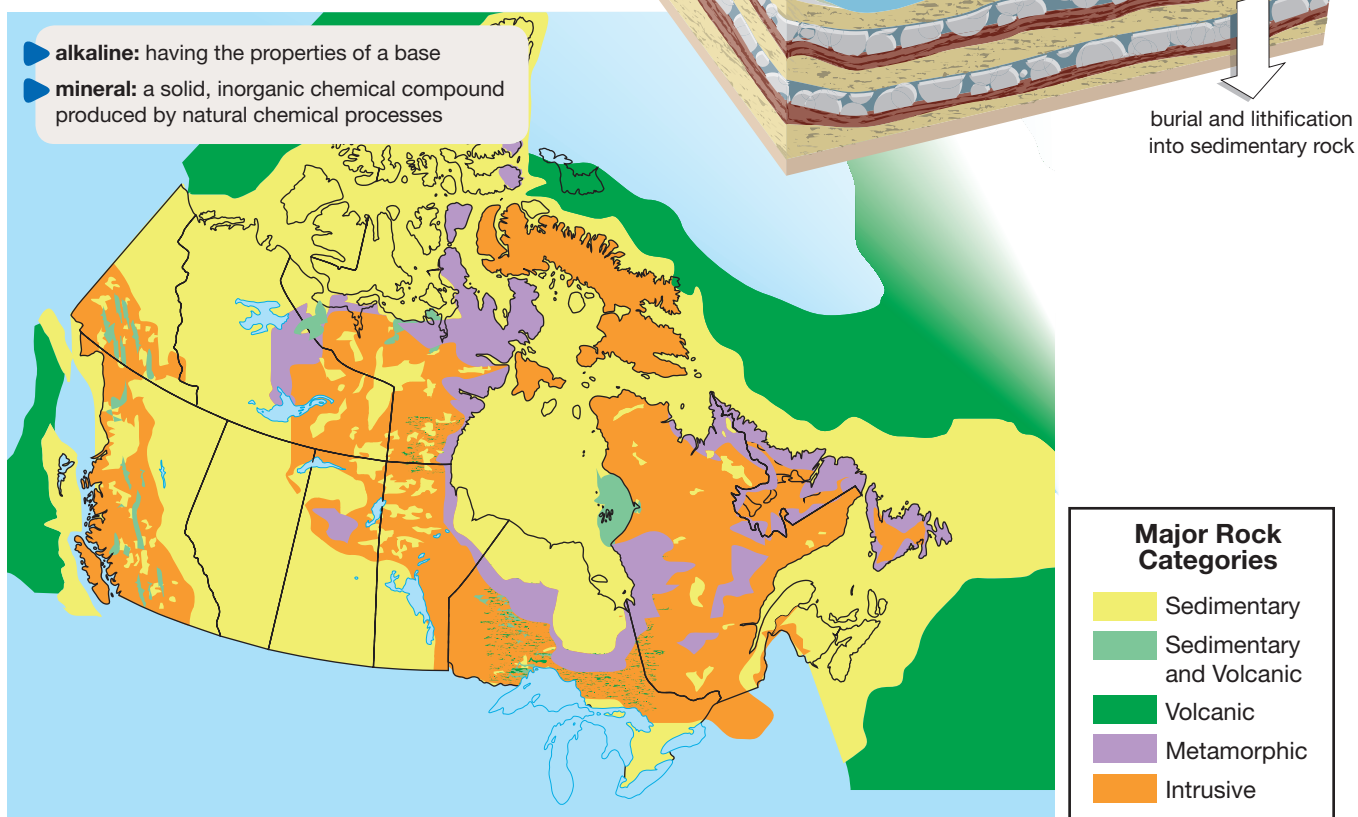 alkaline: having the properties of a base
mineral: a solid, inorganic chemical compound
produced by natural chemical processes
burial and lithification
into sedimentary rock
Major Rock
Categories
Sedimentary
Sedimentary
and Volcanic
Volcanic
Metamorphic
Intrusive